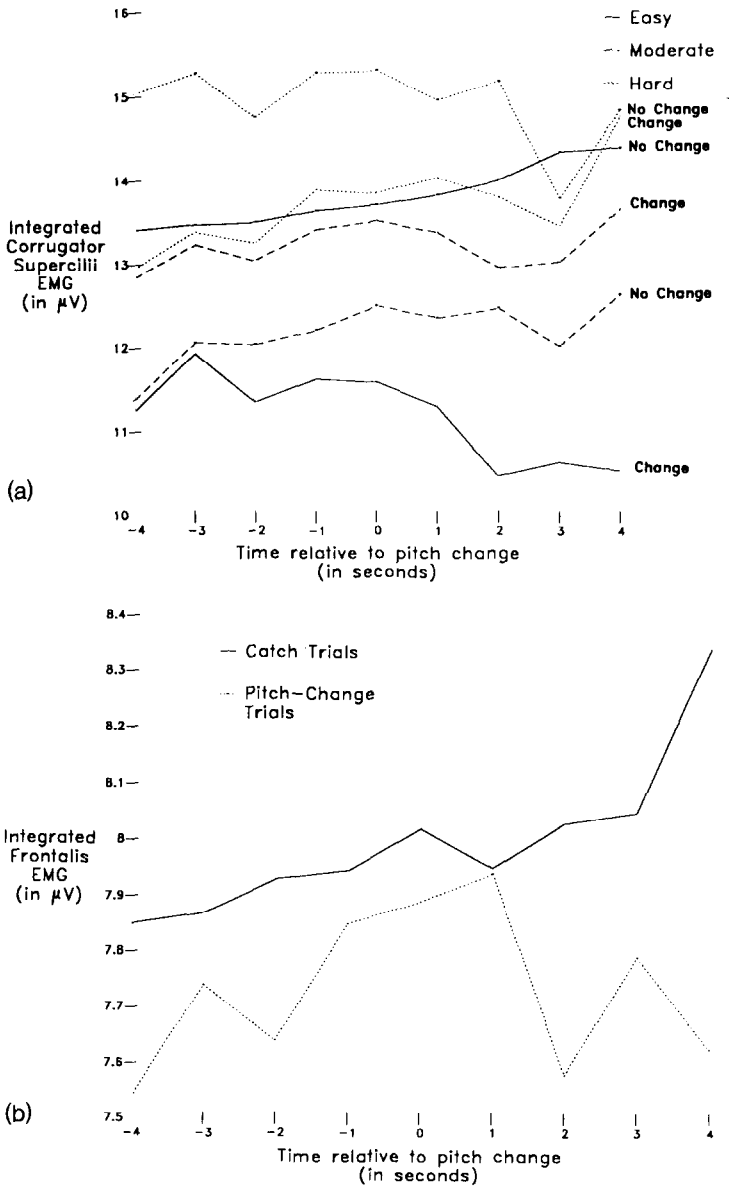 16
— Easy
--- Moderate
······ Hard
15
No Change
Change
No Change
14
Change
Integrated
Corrugator
Supercilii
EMG
(in µV)
13
No Change
12
11
Change
(a)
10
-4 -3 -2 -1 0 1 2 3 4
Time relative to pitch change
(in seconds)
8.4
— Catch Trials
8.3
······ Pitch-Change
Trials
8.2
8.1
Integrated
Frontalis
EMG
(in µV)
8
7.9
7.8
7.7
7.6
(b)
7.5
-4 -3 -2 -1 0 1 2 3 4
Time relative to pitch change
(in seconds)